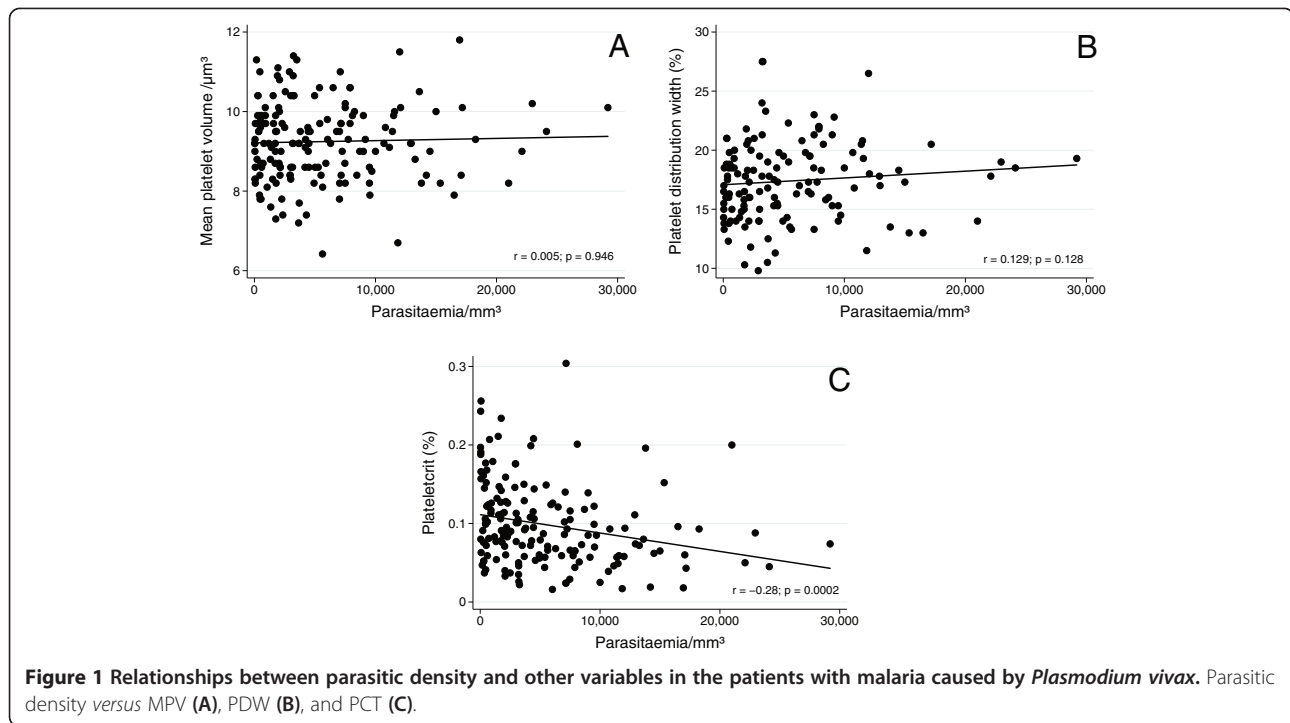 A
Mean platelet volume /µm³
12
10
8
6
r = 0.005; p = 0.946
0 10,000 20,000 30,000
Parasitaemia/mm³
B
Platelet distribution width (%)
30
25
20
15
10
r = 0.129; p = 0.128
0 10,000 20,000 30,000
Parasitaemia/mm³
C
Plateletcrit (%)
0.3
0.2
0.1
0
r = −0.28; p = 0.0002
0 10,000 20,000 30,000
Parasitaemia/mm³
Figure 1 Relationships between parasitic density and other variables in the patients with malaria caused by Plasmodium vivax. Parasitic
density versus MPV (A), PDW (B), and PCT (C).